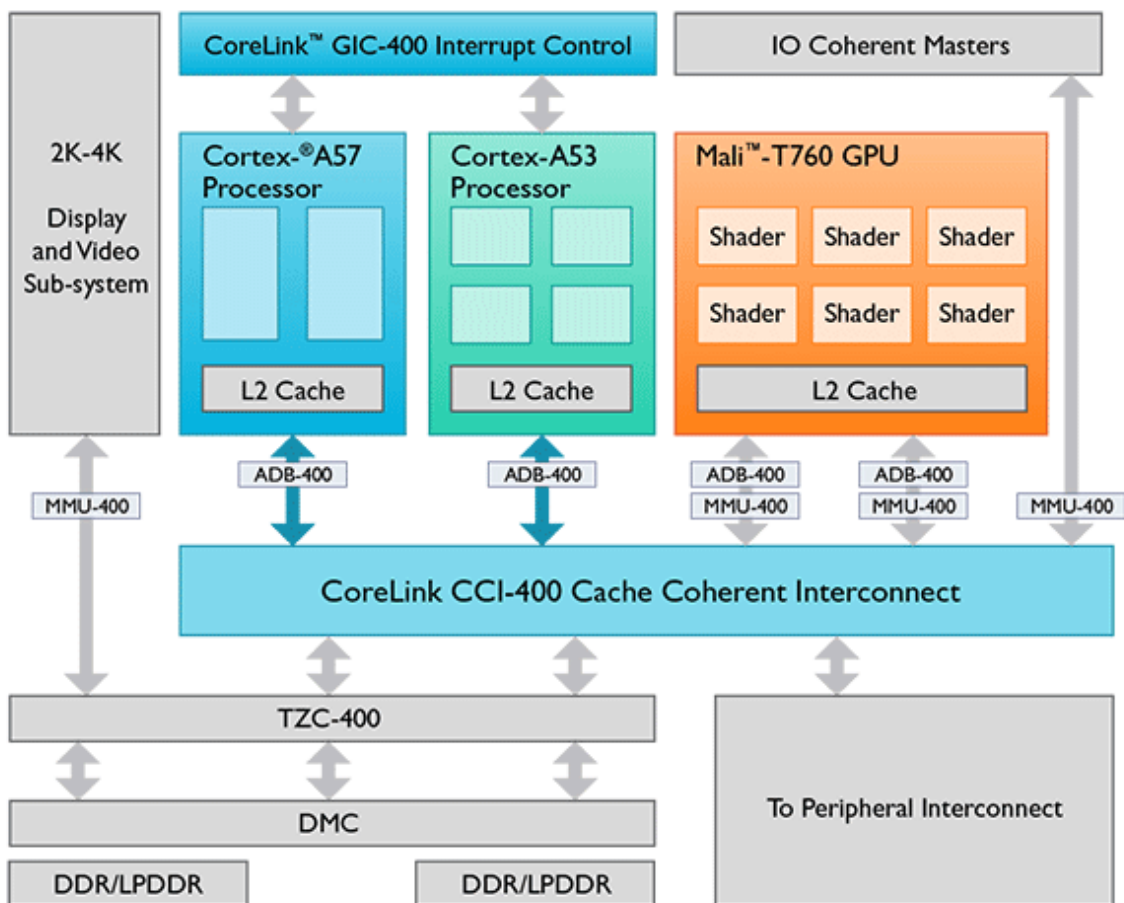 CoreLink™ GIC-400 Interrupt Control
IO Coherent Masters
2K-4K
Display
and Video
Sub-system
Cortex-®A57
Processor
L2 Cache
Cortex-A53
Processor
L2 Cache
Mali™-T760 GPU
Shader Shader Shader
Shader Shader Shader
L2 Cache
MMU-400
ADB-400
ADB-400
ADB-400
MMU-400
ADB-400
MMU-400
MMU-400
CoreLink CCI-400 Cache Coherent Interconnect
TZC-400
DMC
To Peripheral Interconnect
DDR/LPDDR
DDR/LPDDR